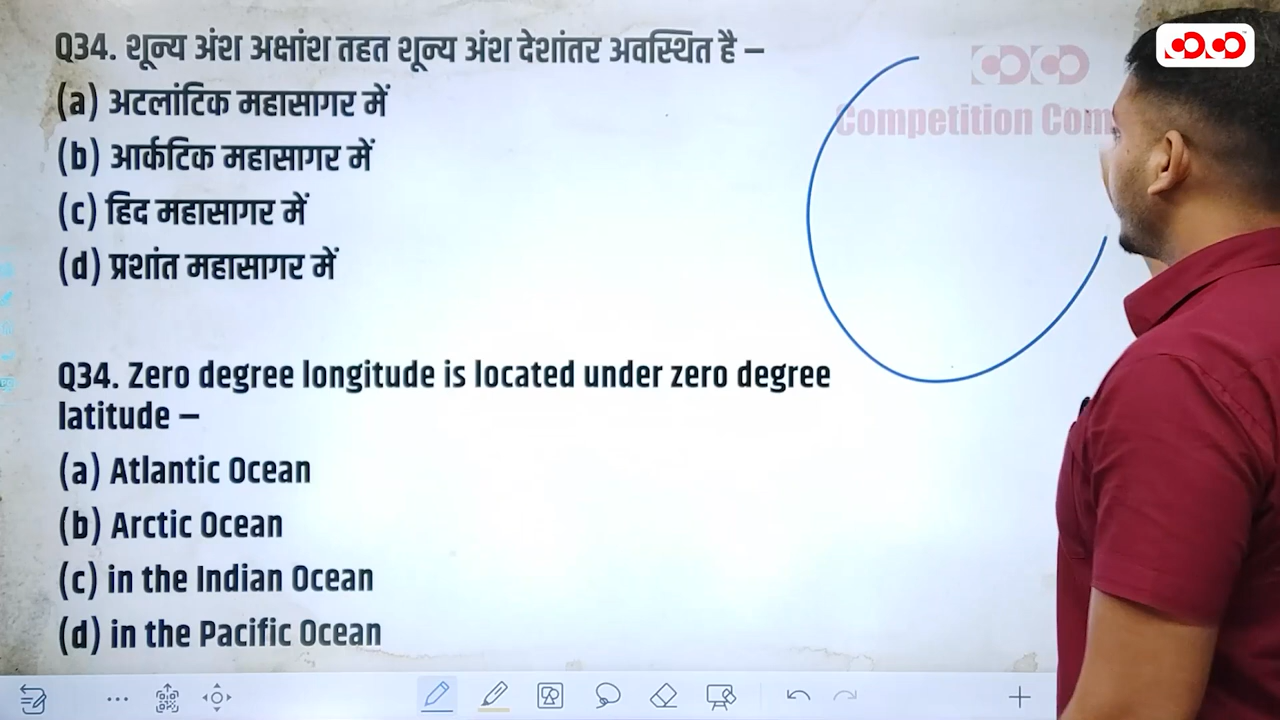 Q34. शून्य अंश अक्षांश तहत शून्य अंश देशांतर अवस्थित है –
(a) अटलांटिक महासागर में
(b) आर्कटिक महासागर में
(c) हिंद महासागर में
(d) प्रशांत महासागर में
Competition Com
Q34. Zero degree longitude is located under zero degree
latitude –
(a) Atlantic Ocean
(b) Arctic Ocean
(c) in the Indian Ocean
(d) in the Pacific Ocean